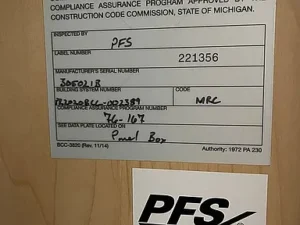 COMPLIANCE ASSURANCE PROGRAM APPROVED BY THE
CONSTRUCTION CODE COMMISSION, STATE OF MICHIGAN.
INSPECTED BY
PFS
LABEL NUMBER
221356
MANUFACTURER'S SERIAL NUMBER
305021B
BUILDING SYSTEM NUMBER
CODE
MRC
COMPLIANCE ASSURANCE PROGRAM NUMBER
76-167
SEE DATA PLATE LOCATED ON
Panel Box
BCC-3820 (Rev. 11/14)
Authority: 1972 PA 230
PFS